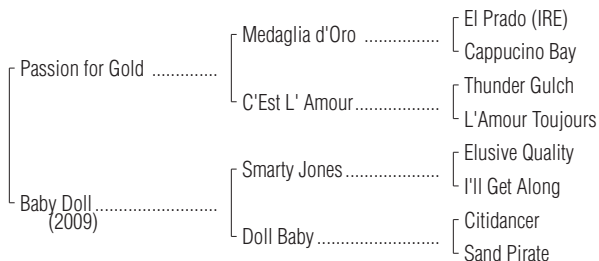 El Prado (IRE)
Medaglia d'Oro ................
Cappucino Bay
Passion for Gold ..............
Thunder Gulch
C'Est L' Amour..................
L'Amour Toujours
Elusive Quality
Smarty Jones....................
I'll Get Along
Baby Doll..........................
(2009)
Citidancer
Doll Baby..........................
Sand Pirate